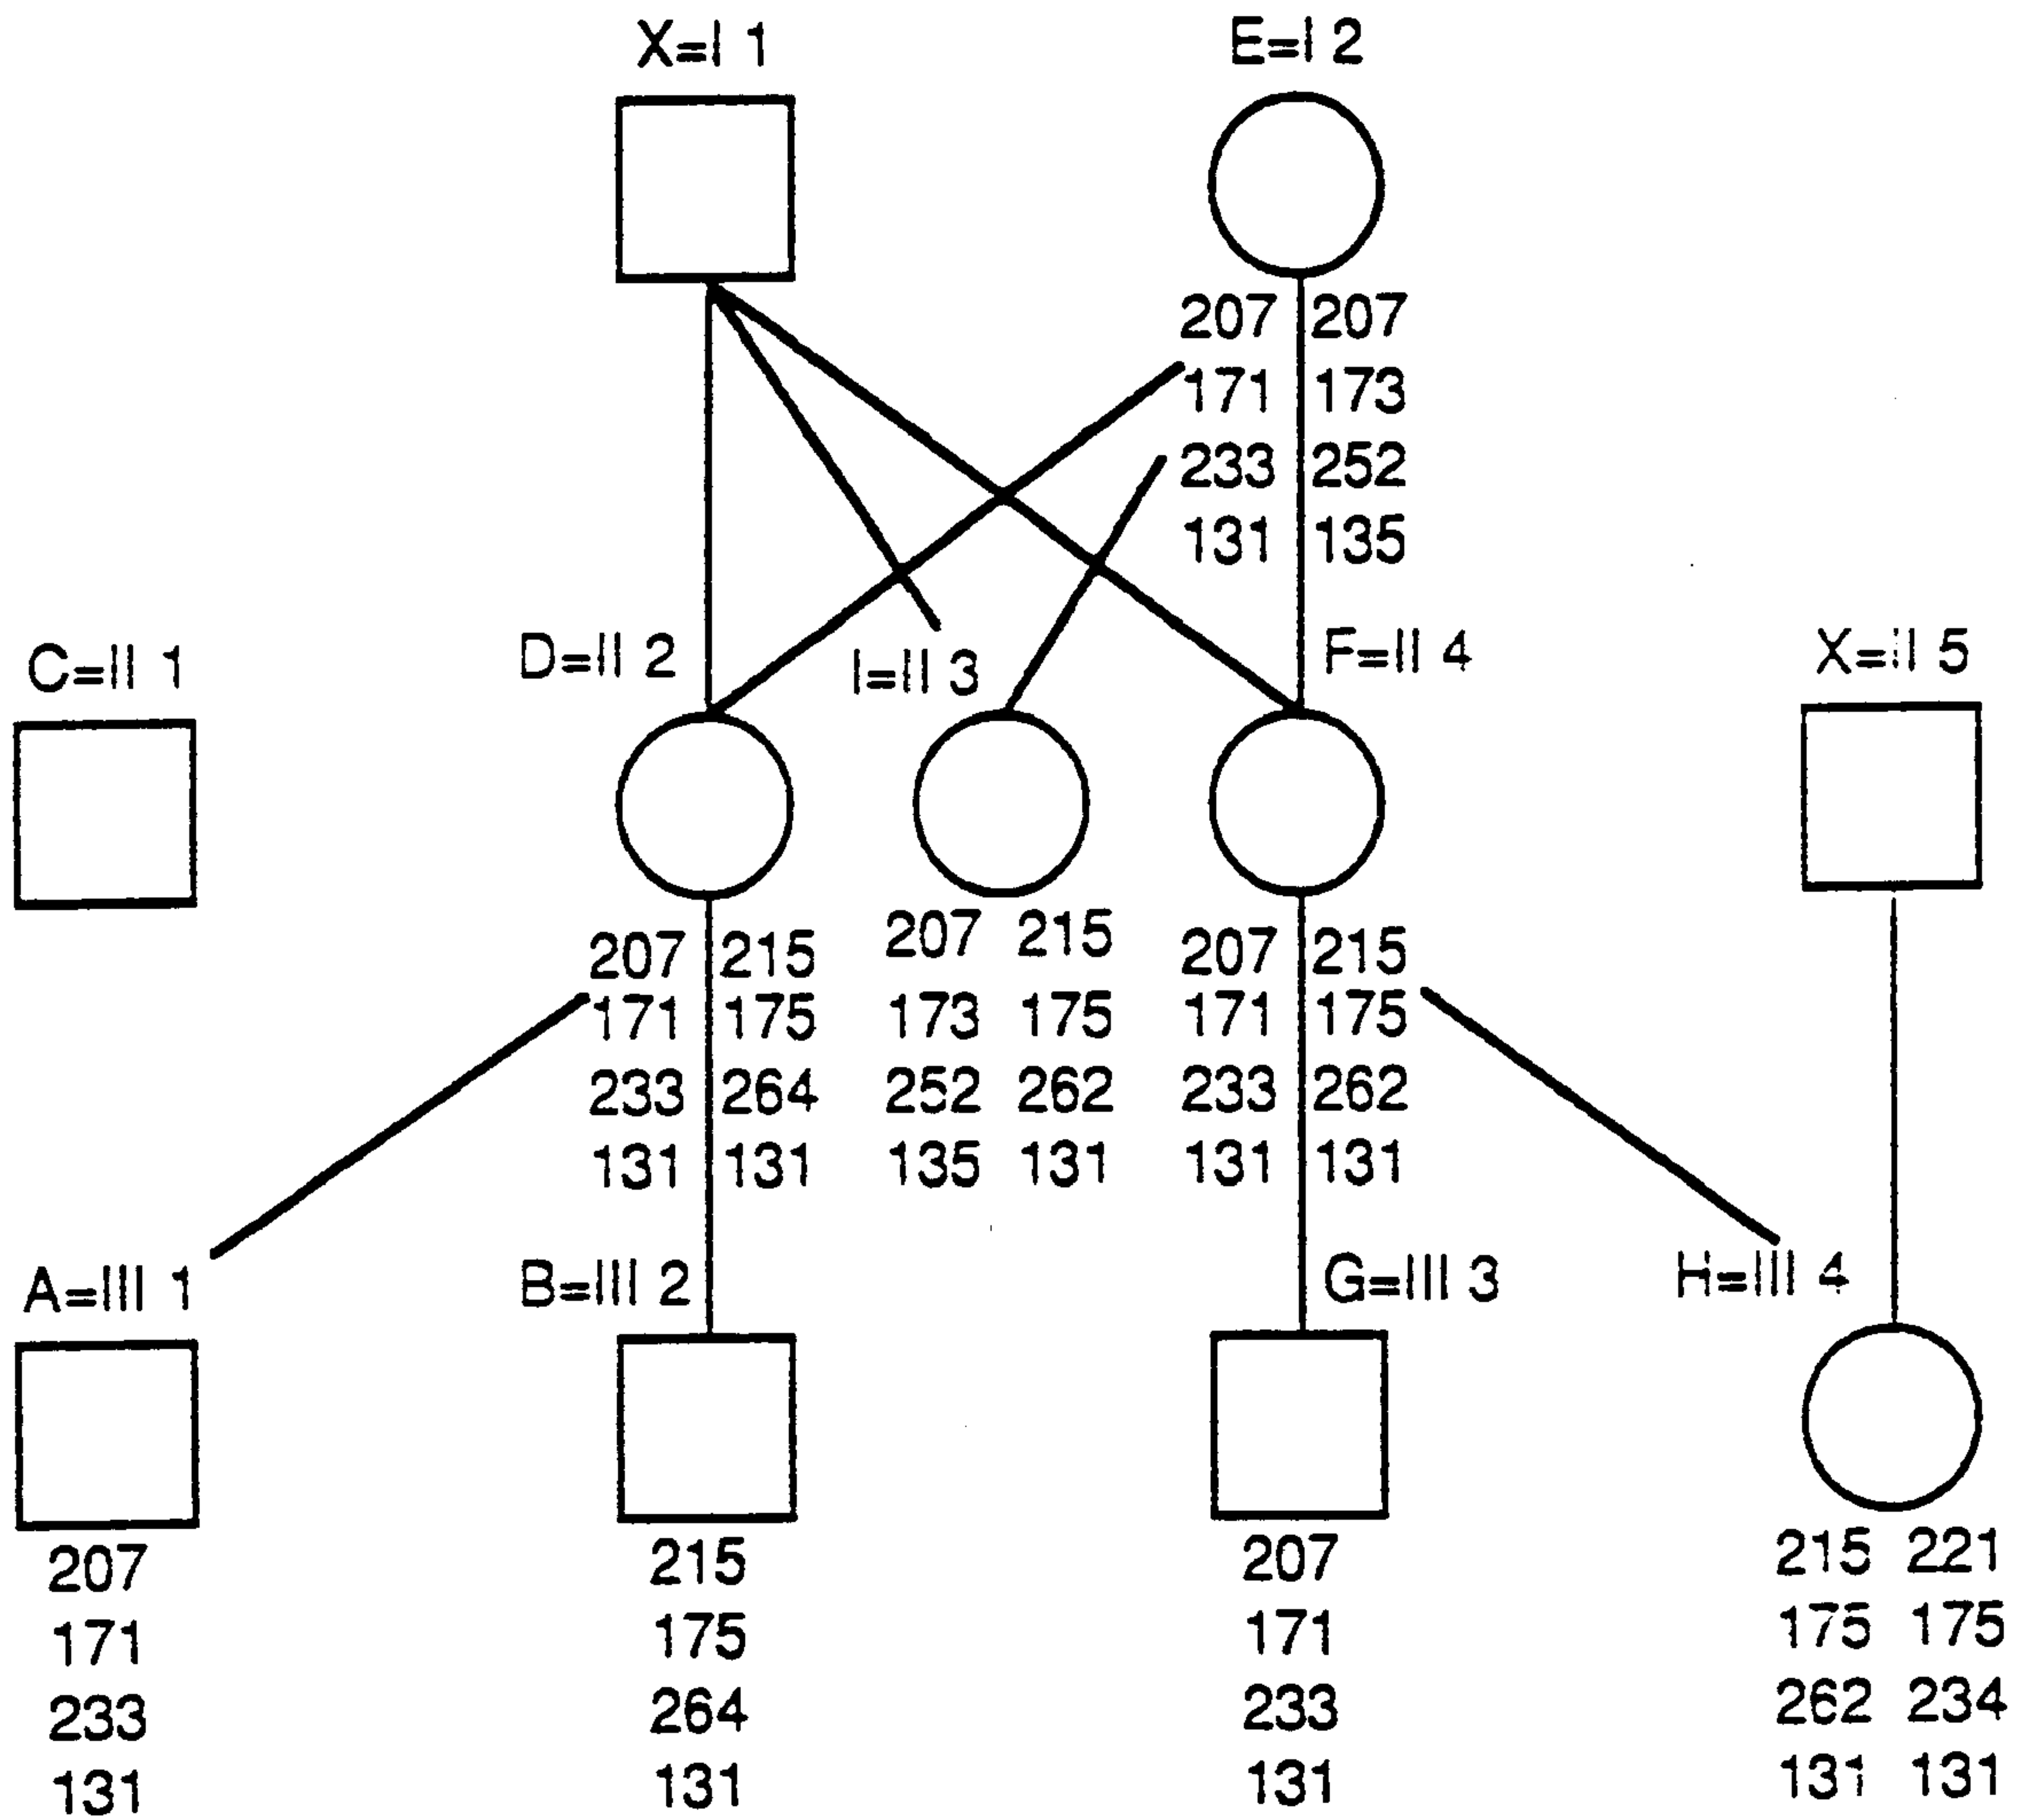 X=I 1
E=I 2
207 207
171 173
233 252
131 135
C=II 1
D=II 2
I=II 3
F=II 4
X=II 5
207 215
171 175
233 264
131 131
207 215
173 175
252 262
135 131
207 215
171 175
233 262
131 131
A=III 1
B=III 2
G=III 3
H=III 4
207
171
233
131
215
175
264
131
207
171
233
131
215 221
175 175
262 234
131 131